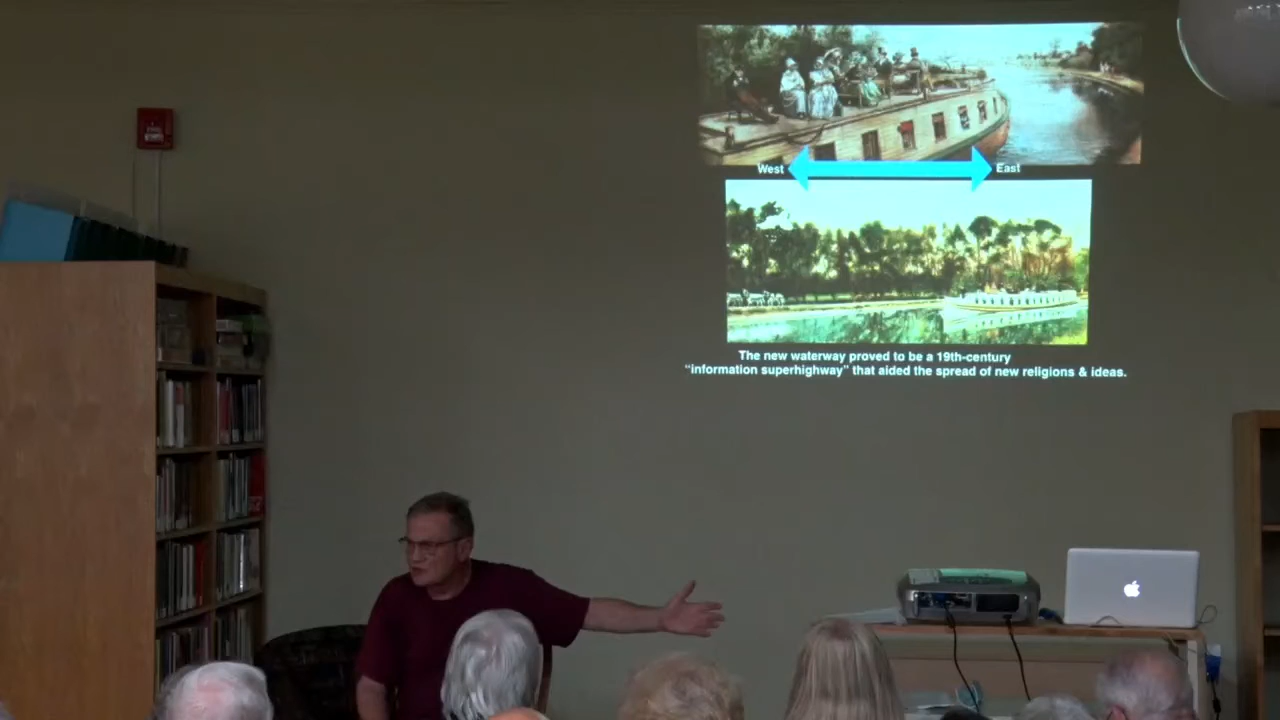 West
East
The new waterway proved to be a 19th-century
"information superhighway" that aided the spread of new religions & ideas.